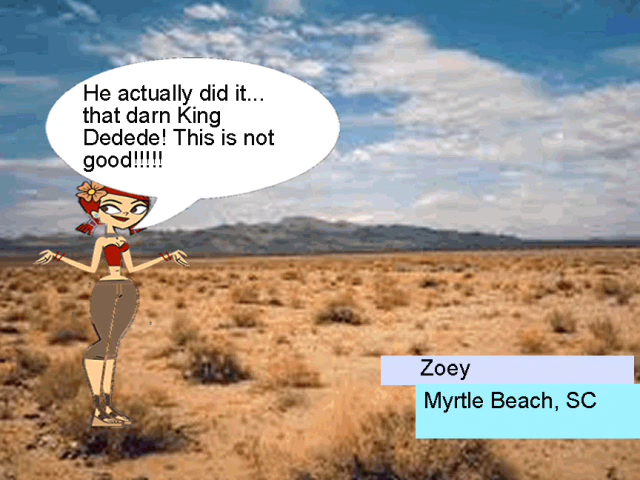 He actually did it...
that darn King
Dedede! This is not
good!!!!!
Zoey
Myrtle Beach, SC